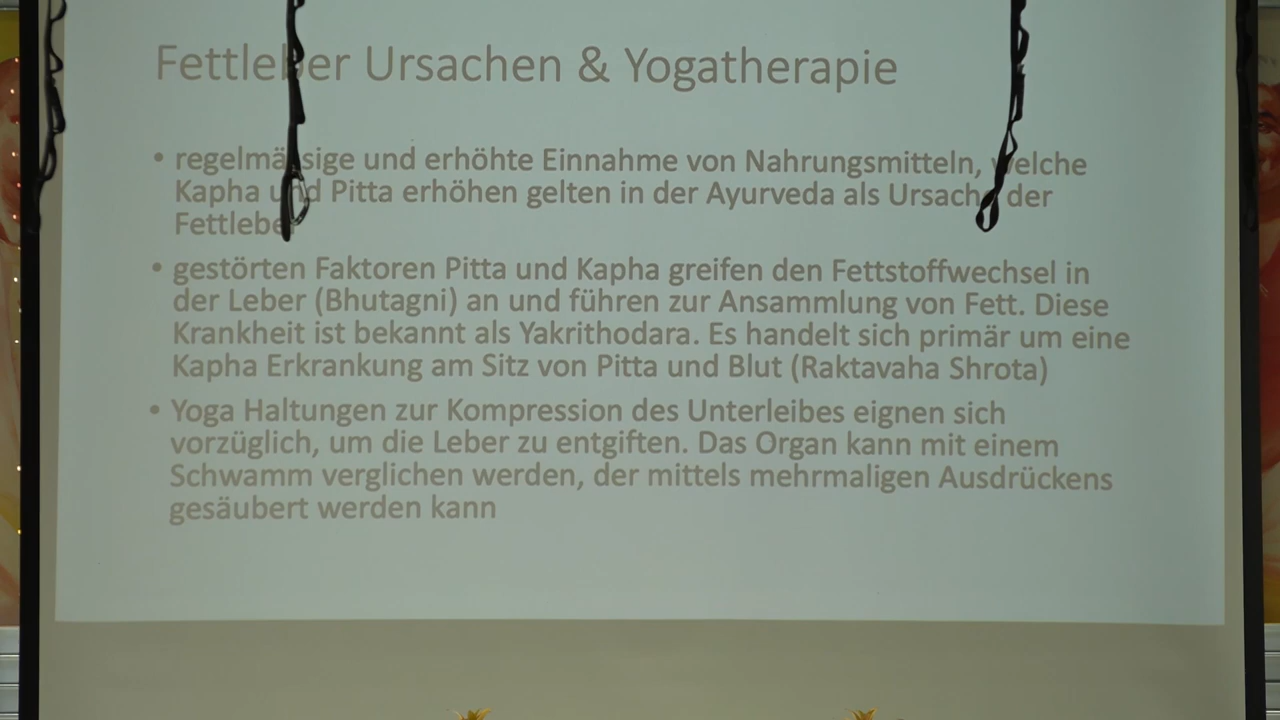 Fettleber Ursachen & Yogatherapie
• regelmässige und erhöhte Einnahme von Nahrungsmitteln, welche
Kapha und Pitta erhöhen gelten in der Ayurveda als Ursache der
Fettleber
• gestörten Faktoren Pitta und Kapha greifen den Fettstoffwechsel in
der Leber (Bhutagni) an und führen zur Ansammlung von Fett. Diese
Krankheit ist bekannt als Yakrithodara. Es handelt sich primär um eine
Kapha Erkrankung am Sitz von Pitta und Blut (Raktavaha Shrota)
• Yoga Haltungen zur Kompression des Unterleibes eignen sich
vorzüglich, um die Leber zu entgiften. Das Organ kann mit einem
Schwamm verglichen werden, der mittels mehrmaligen Ausdrückens
gesäubert werden kann